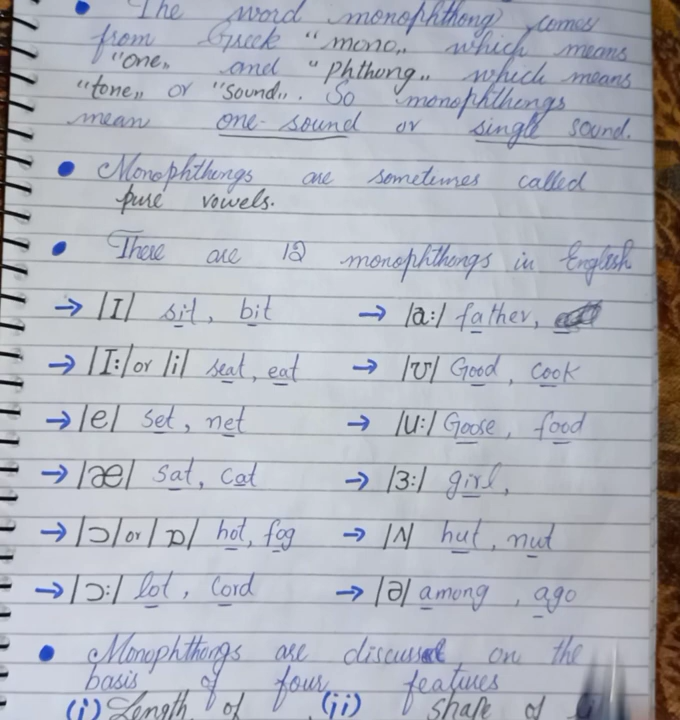 • The word monophthong comes
from Greek "mono" which means
"one" and "Phthong" which means
"tone" or "sound". So monophthongs
mean one-sound or single sound.
• Monophthongs are sometimes called
pure vowels.
• There are 12 monophthongs in English
→ /I/ sit, bit → /a:/ father,
→ /I:/ or /i/ seat, eat → /ʊ/ Good, cook
→ /e/ set, net → /u:/ Goose, food
→ /æ/ sat, cat → /ɜ:/ girl,
→ /ɔ/ or /ɒ/ hot, fog → /ʌ/ hut, nut
→ /ɔ:/ lot, cord → /ə/ among, ago
• Monophthongs are discussed on the
basis of four features
(i) Length of (ii) shape of